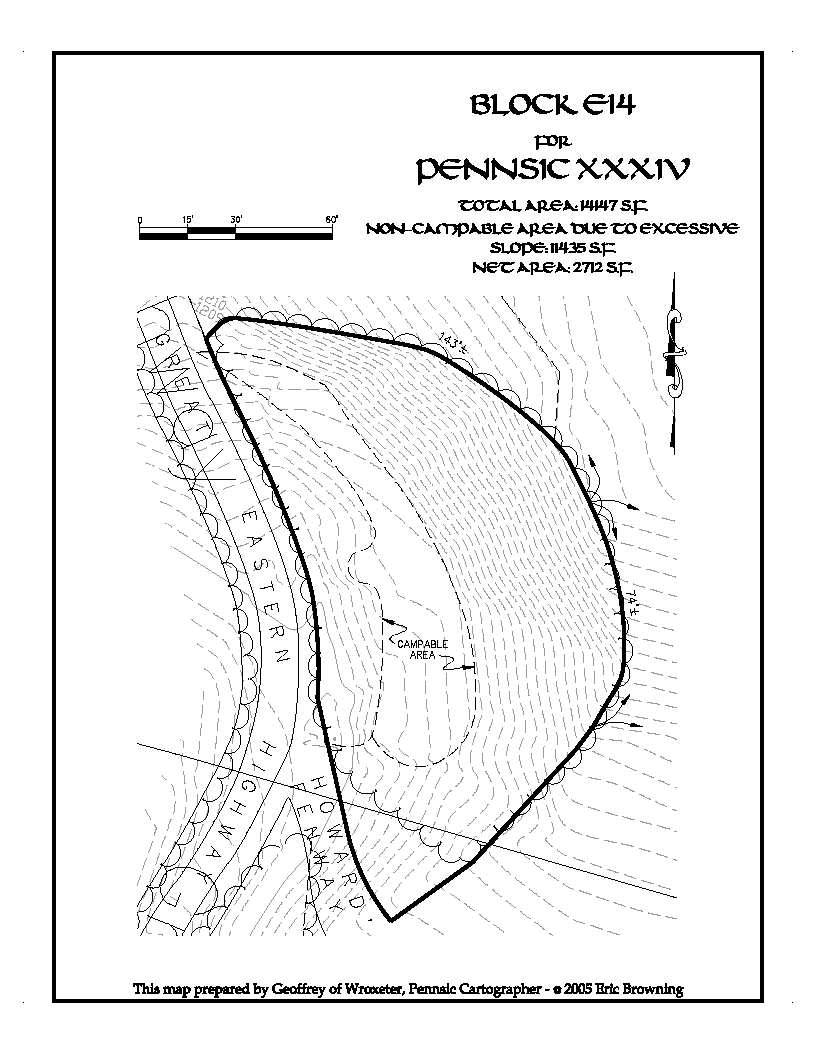 BLOCK E14
FOR
PENNSIC XXXIV
TOTAL AREA: 14147 S.F.
NON-CAMPABLE AREA DUE TO EXCESSIVE
SLOPE: 11435 S.F.
NET AREA: 2712 S.F.
0 15' 30' 60'
1210
1209
143'±
GREAT
EASTERN
HIGHWAY
74'±
CAMPABLE
AREA
HOWARD'
FENWAY
This map prepared by Geoffrey of Wroxeter, Pennsic Cartographer - © 2005 Eric Browning